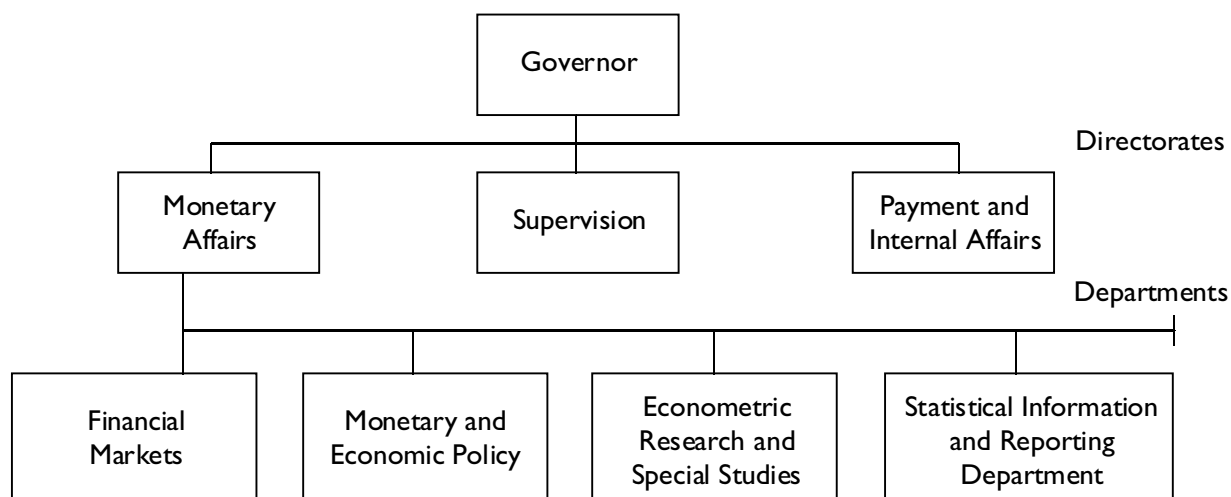 Governor
Directorates
Monetary
Affairs
Supervision
Payment and
Internal Affairs
Departments
Financial
Markets
Monetary and
Economic Policy
Econometric
Research and
Special Studies
Statistical Information
and Reporting
Department